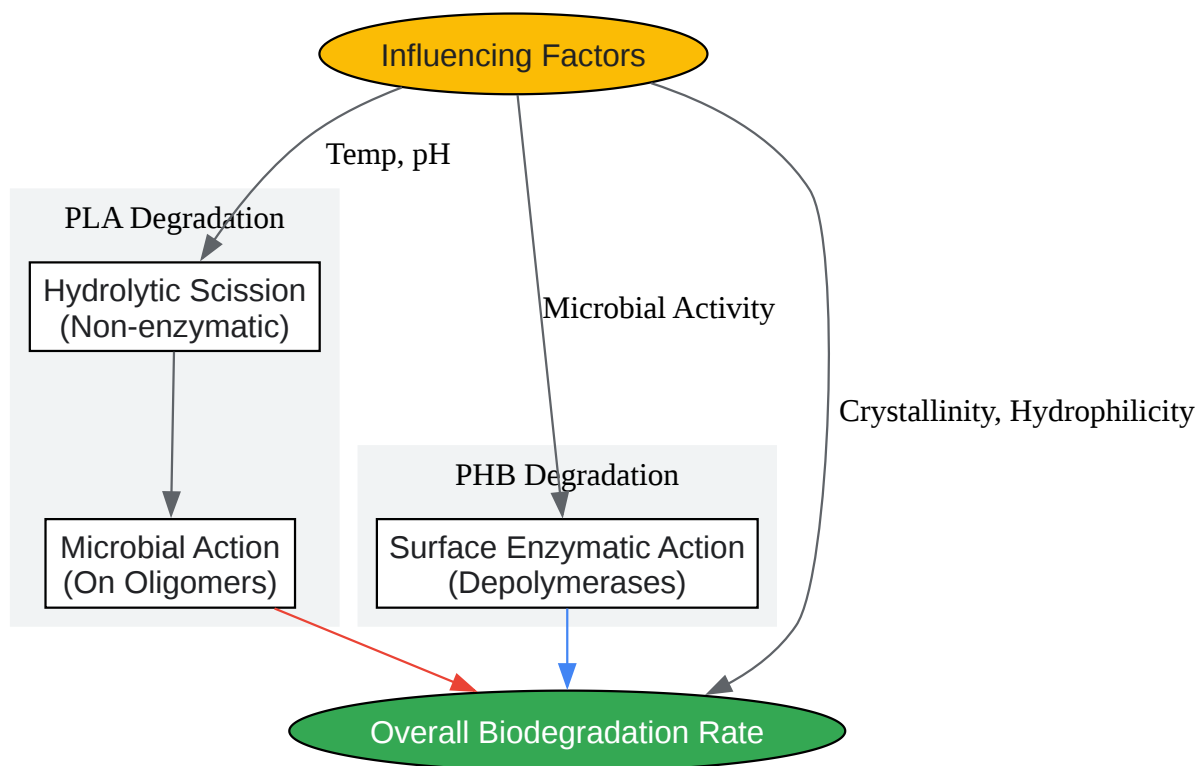 Influencing Factors
Temp, pH
PLA Degradation
Hydrolytic Scission
(Non-enzymatic)
Microbial Activity
Crystallinity, Hydrophilicity
PHB Degradation
Microbial Action
(On Oligomers)
Surface Enzymatic Action
(Depolymerases)
Overall Biodegradation Rate